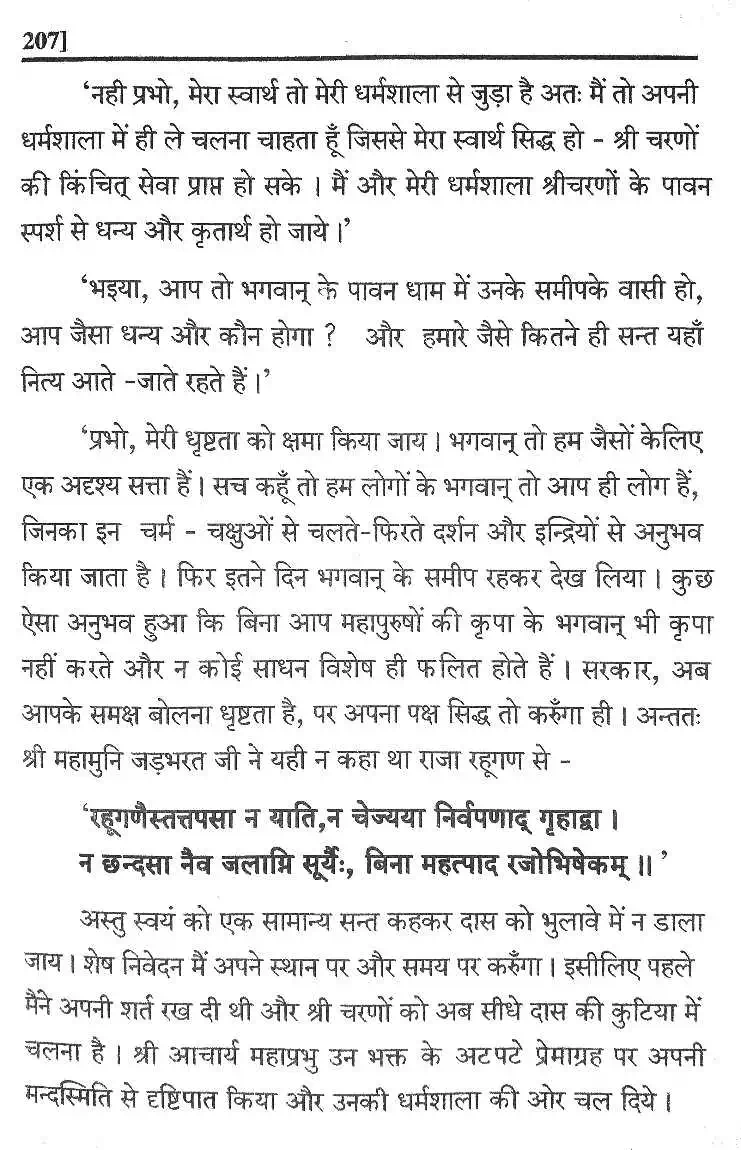 207]
‘नही प्रभो, मेरा स्वार्थ तो मेरी धर्मशाला से जुड़ा है अतः मैं तो अपनी
धर्मशाला में ही ले चलना चाहता हूँ जिससे मेरा स्वार्थ सिद्ध हो - श्री चरणों
की किंचित् सेवा प्राप्त हो सके । मैं और मेरी धर्मशाला श्रीचरणों के पावन
स्पर्श से धन्य और कृतार्थ हो जाये ।’
‘भइया, आप तो भगवान् के पावन धाम में उनके समीपके वासी हो,
आप जैसा धन्य और कौन होगा ? और हमारे जैसे कितने ही सन्त यहाँ
नित्य आते -जाते रहते हैं ।’
‘प्रभो, मेरी धृष्टता को क्षमा किया जाय । भगवान् तो हम जैसों केलिए
एक अदृश्य सत्ता हैं । सच कहूँ तो हम लोगों के भगवान् तो आप ही लोग हैं,
जिनका इन चर्म - चक्षुओं से चलते-फिरते दर्शन और इन्द्रियों से अनुभव
किया जाता है । फिर इतने दिन भगवान् के समीप रहकर देख लिया । कुछ
ऐसा अनुभव हुआ कि बिना आप महापुरुषों की कृपा के भगवान् भी कृपा
नहीं करते और न कोई साधन विशेष ही फलित होते हैं । सरकार, अब
आपके समक्ष बोलना धृष्टता है, पर अपना पक्ष सिद्ध तो करुँगा ही । अन्ततः
श्री महामुनि जड़भरत जी ने यही न कहा था राजा रहूगण से -
‘रहूगणैस्तत्तपसा न याति,न चेज्यया निर्वपणाद् गृहाद्वा ।
न छन्दसा नैव जलाग्नि सूर्यैः, बिना महत्पाद रजोभिषेकम् ॥ ’
अस्तु स्वयं को एक सामान्य सन्त कहकर दास को भुलावे में न डाला
जाय । शेष निवेदन मैं अपने स्थान पर और समय पर करुँगा । इसीलिए पहले
मैने अपनी शर्त रख दी थी और श्री चरणों को अब सीधे दास की कुटिया में
चलना है । श्री आचार्य महाप्रभु उन भक्त के अटपटे प्रेमाग्रह पर अपनी
मन्दस्मिति से दृष्टिपात किया और उनकी धर्मशाला की ओर चल दिये ।